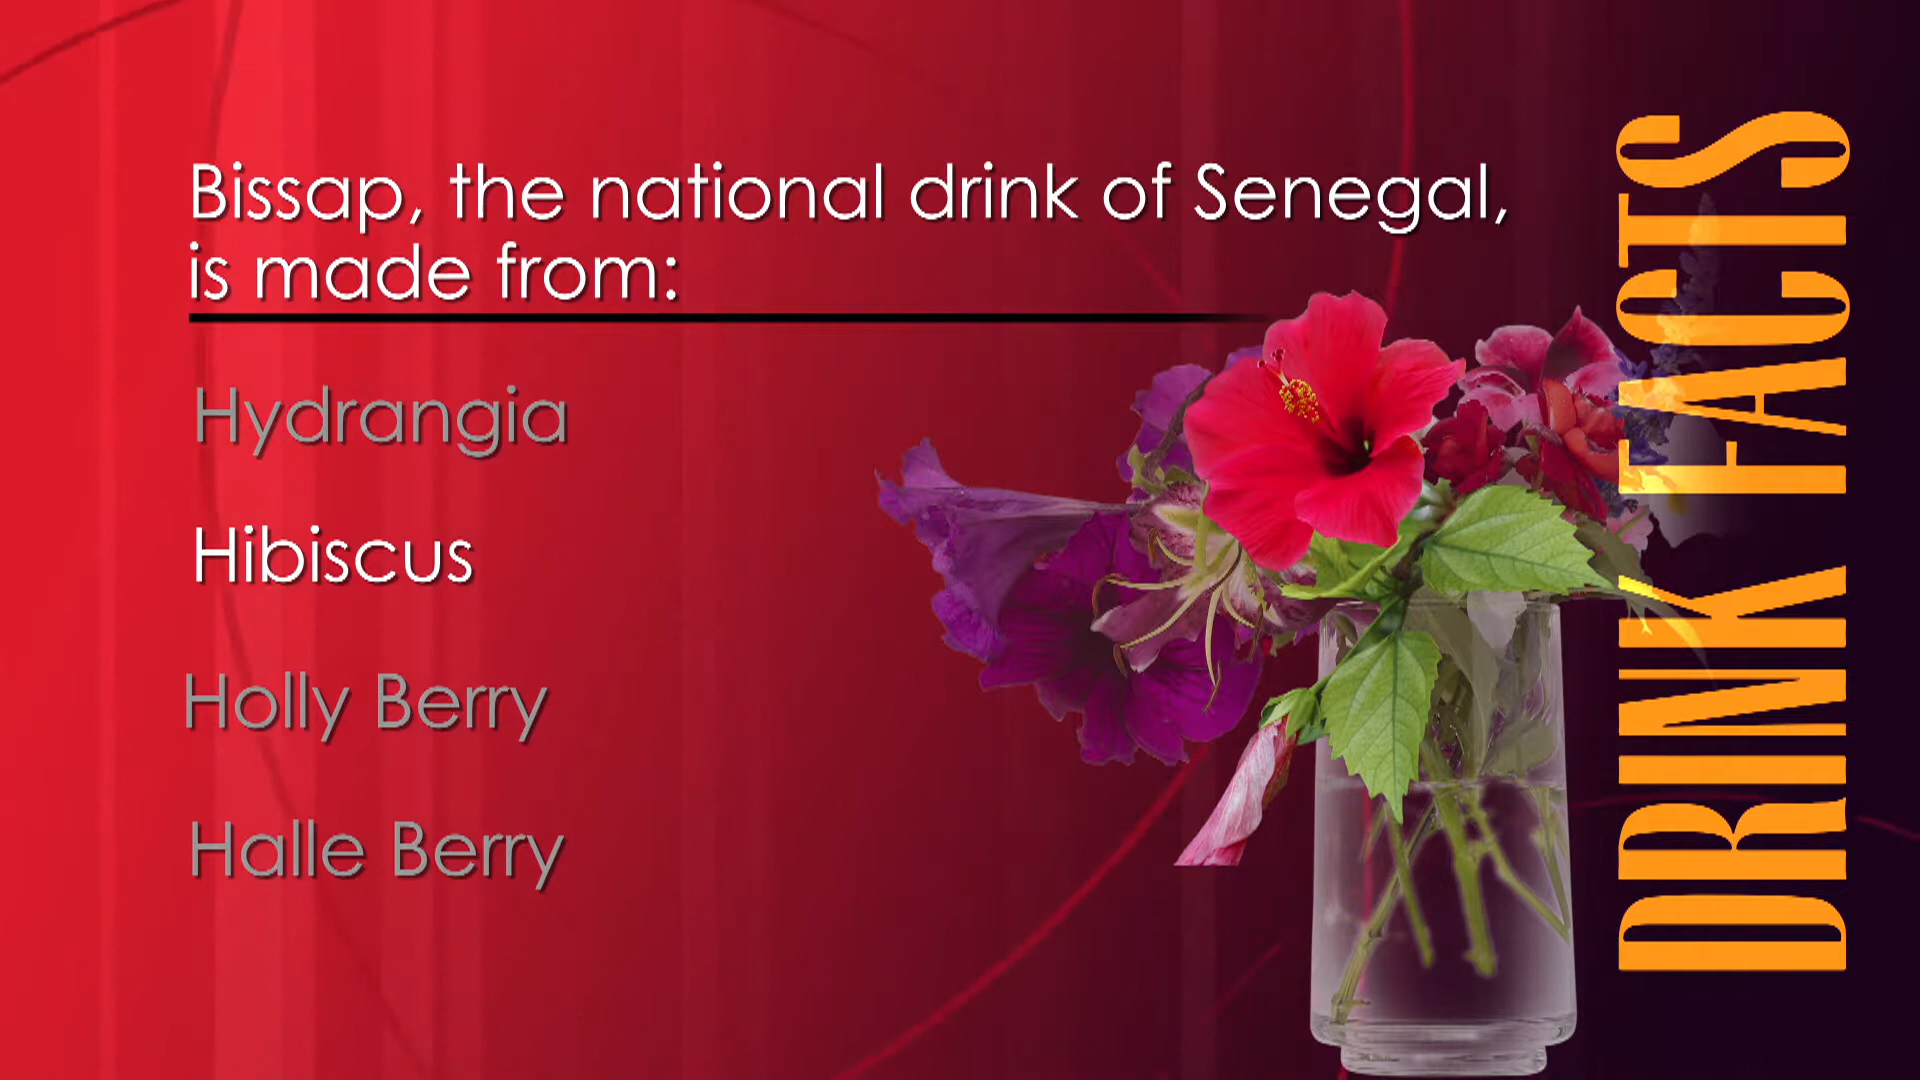 Bissap, the national drink of Senegal,
is made from:
Hydrangia
Hibiscus
Holly Berry
Halle Berry
DRINK FACTS